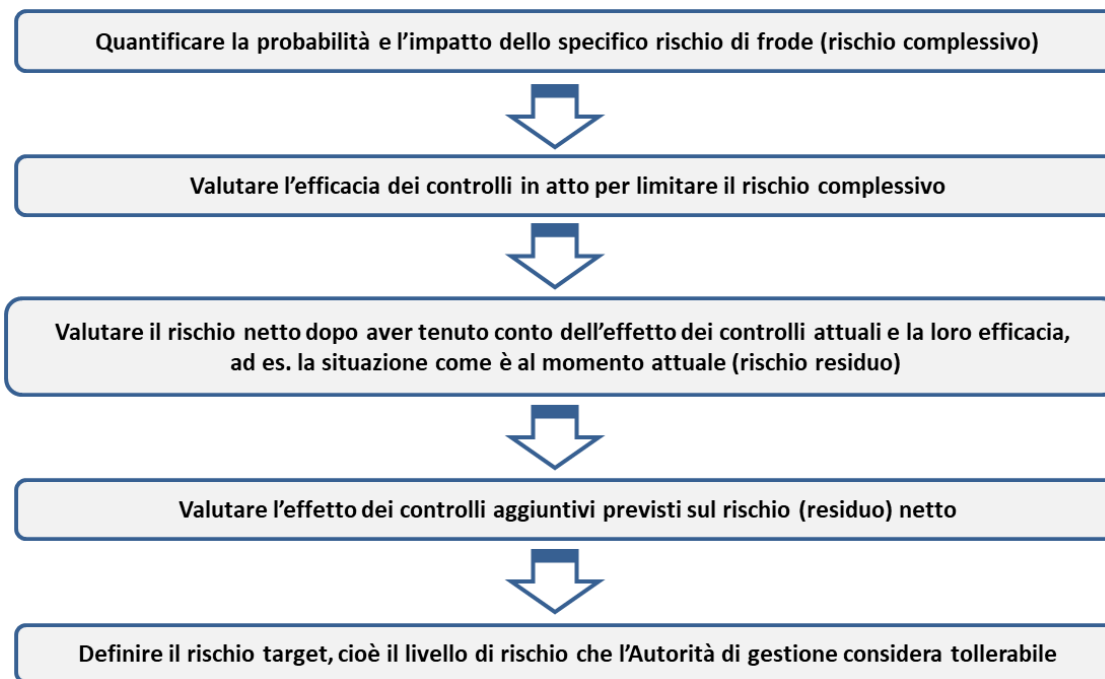 Quantificare la probabilità e l’impatto dello specifico rischio di frode (rischio complessivo)
Valutare l’efficacia dei controlli in atto per limitare il rischio complessivo
Valutare il rischio netto dopo aver tenuto conto dell’effetto dei controlli attuali e la loro efficacia,
ad es. la situazione come è al momento attuale (rischio residuo)
Valutare l’effetto dei controlli aggiuntivi previsti sul rischio (residuo) netto
Definire il rischio target, cioè il livello di rischio che l’Autorità di gestione considera tollerabile